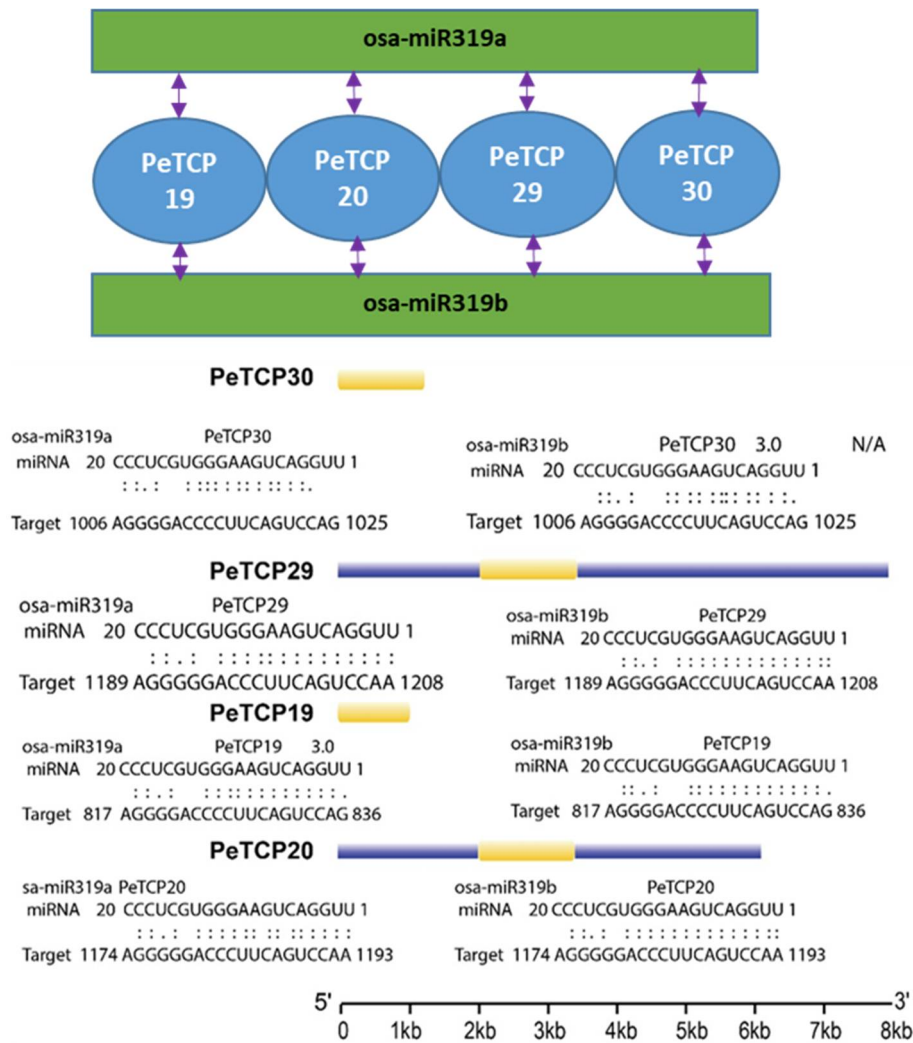 osa-miR319a
PeTCP
19
PeTCP
20
PeTCP
29
PeTCP
30
osa-miR319b
PeTCP30
osa-miR319a PeTCP30
miRNA 20 CCCUCGUGGGAAGUCAGGUU 1
: : . : : ::: : : : :: : : .
Target 1006 AGGGGACCCCUUCAGUCCAG 1025
osa-miR319b PeTCP30 3.0 N/A
miRNA 20 CCCUCGUGGGAAGUCAGGUU 1
: : . : : : : : : :: : : : : .
Target 1006 AGGGGACCCCUUCAGUCCAG 1025
PeTCP29
osa-miR319a PeTCP29
miRNA 20 CCCUCGUGGGAAGUCAGGUU 1
: : . : : : : : : : : : : : : : :
Target 1189 AGGGGGACCCUUCAGUCCAA 1208
osa-miR319b PeTCP29
miRNA 20 CCCUCGUGGGAAGUCAGGUU 1
: : . : : : : : : : : : : : : : :
Target 1189 AGGGGGACCCUUCAGUCCAA 1208
PeTCP19
osa-miR319a PeTCP19 3.0
miRNA 20 CCCUCGUGGGAAGUCAGGUU 1
: : . : : : : : : : : : : : : .
Target 817 AGGGGACCCCUUCAGUCCAG 836
osa-miR319b PeTCP19
miRNA 20 CCCUCGUGGGAAGUCAGGUU 1
: : . : : : : : : : : : : : : .
Target 817 AGGGGACCCCUUCAGUCCAG 836
PeTCP20
sa-miR319a PeTCP20
miRNA 20 CCCUCGUGGGAAGUCAGGUU 1
: : . : : : : : : : : : : : : : :
Target 1174 AGGGGGACCCUUCAGUCCAA 1193
osa-miR319b PeTCP20
miRNA 20 CCCUCGUGGGAAGUCAGGUU 1
: : . : : : : : : : : : : : : : :
Target 1174 AGGGGGACCCUUCAGUCCAA 1193
5' 3'
0 1kb 2kb 3kb 4kb 5kb 6kb 7kb 8kb